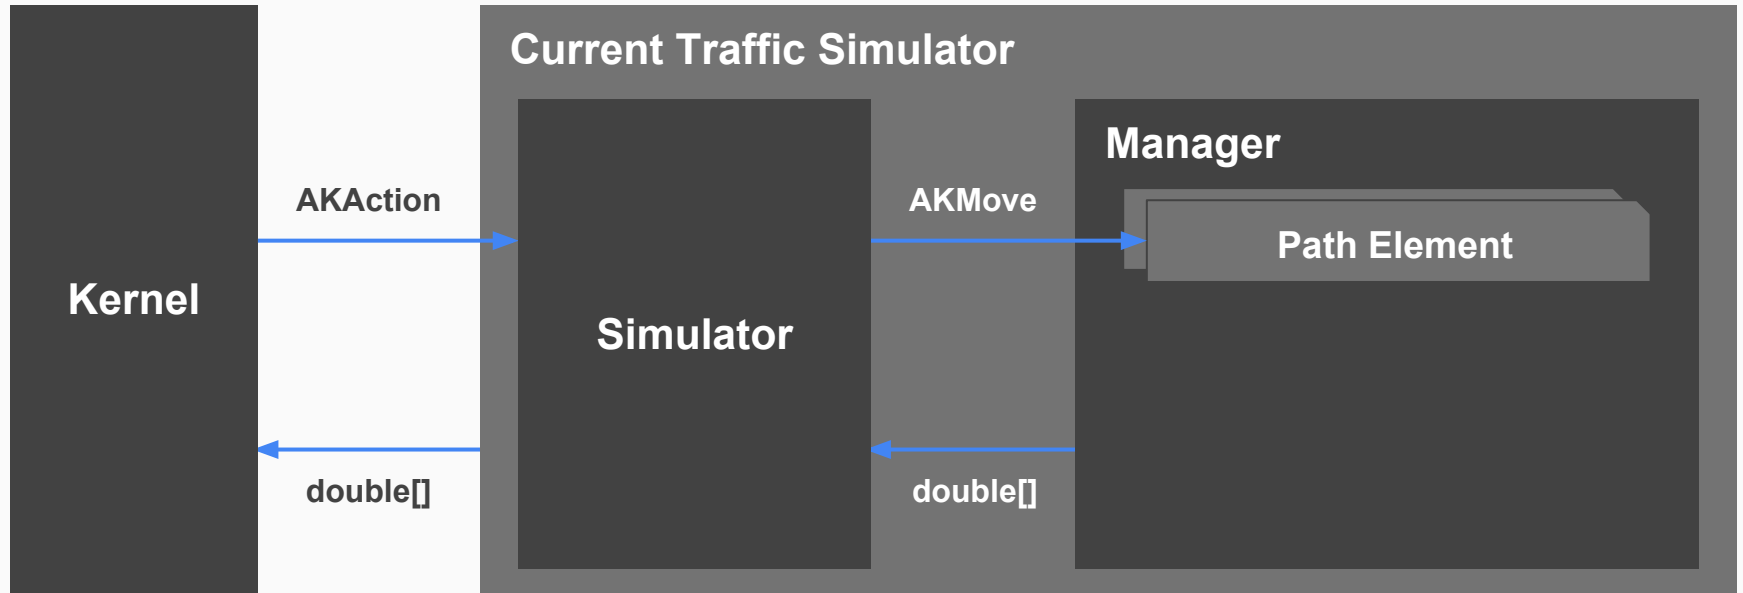 Current Traffic Simulator
Manager
AKAction
AKMove
Path Element
Kernel
Simulator
double[]
double[]